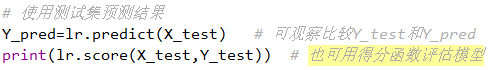 # 使用测试集预测结果
Y_pred=lr.predict(X_test)   # 可观察比较Y_test和Y_pred
print(lr.score(X_test,Y_test))  # 也可用得分函数评估模型